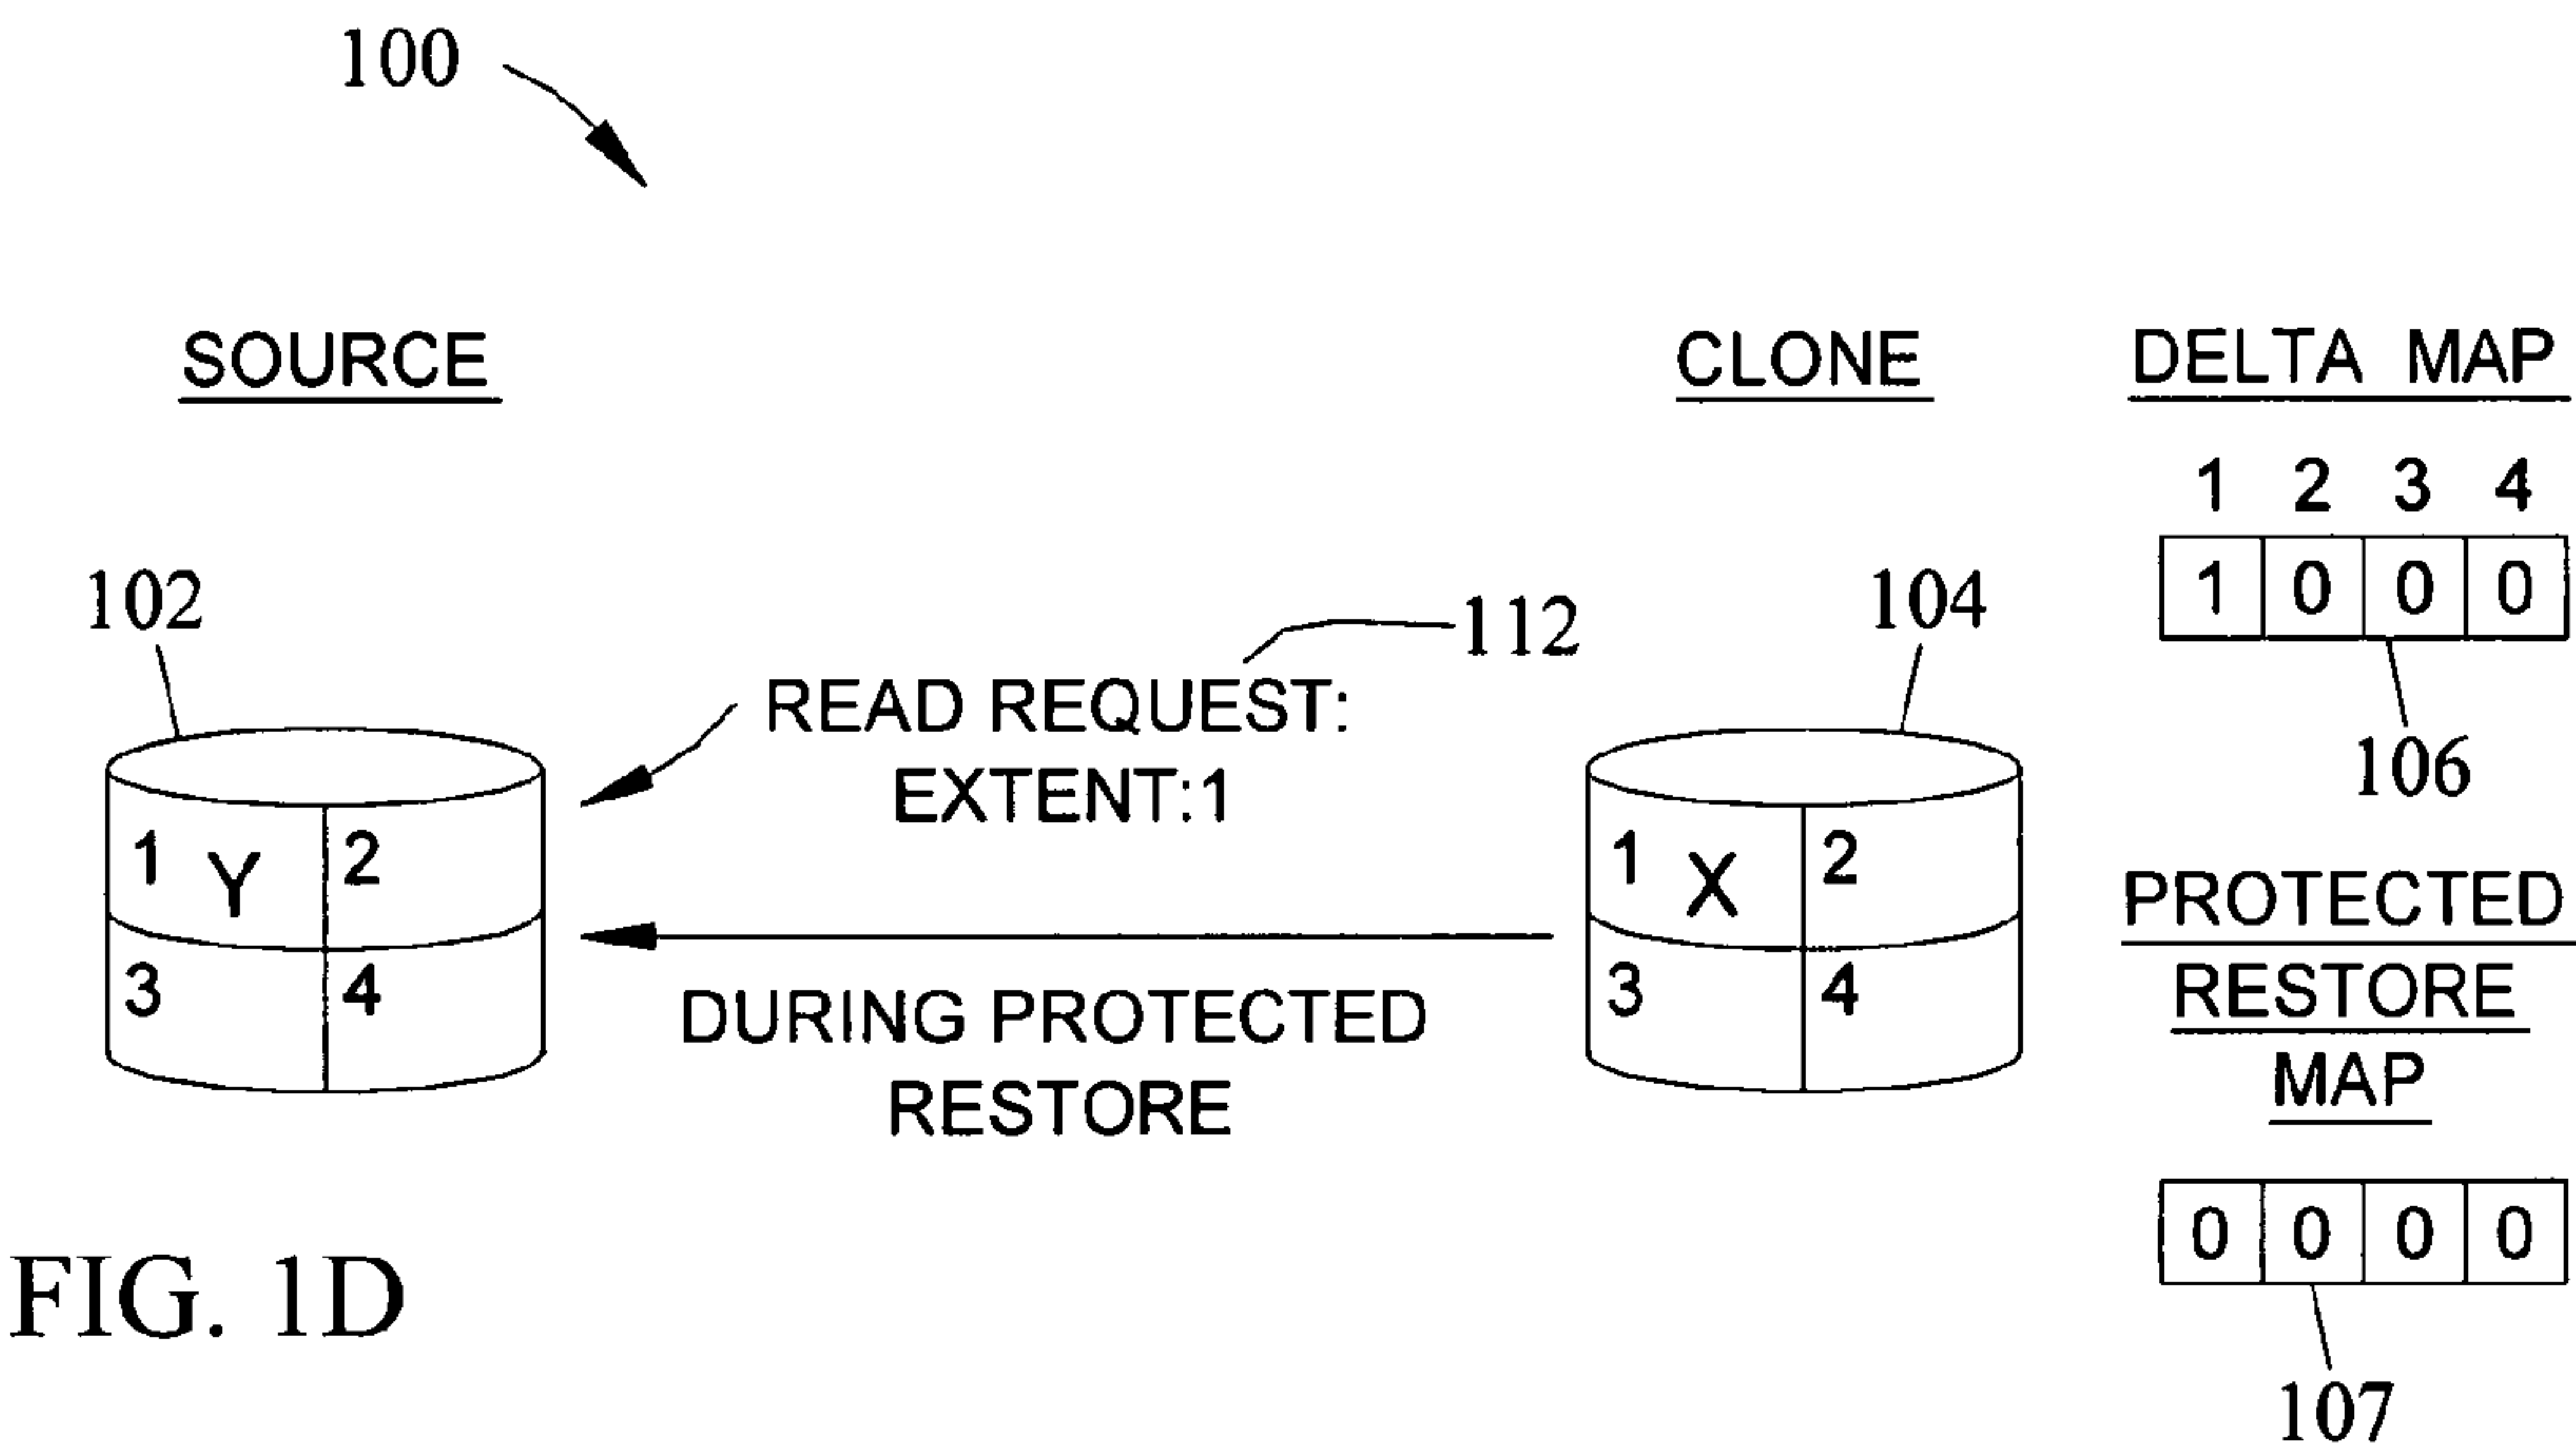 100
SOURCE
CLONE
DELTA MAP
1 2 3 4
1 0 0 0
102
112
104
106
READ REQUEST:
EXTENT:1
1 Y 2
3 4
1 X 2
3 4
DURING PROTECTED
RESTORE
PROTECTED
RESTORE
MAP
0 0 0 0
107
FIG. 1D